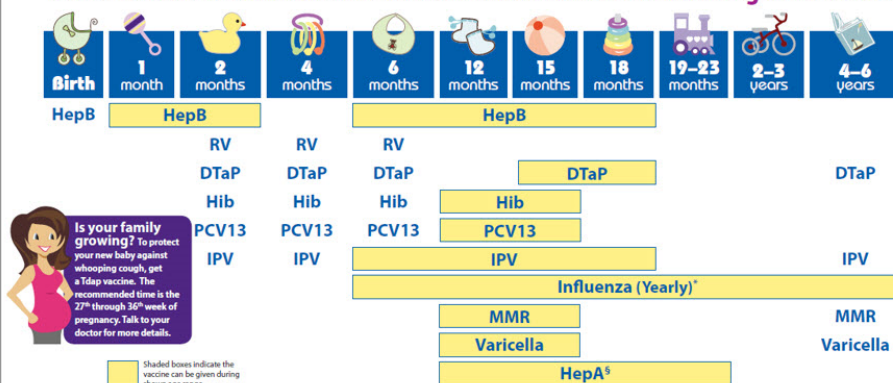 Birth
1 month
2 months
4 months
6 months
12 months
15 months
18 months
19–23 months
2–3 years
4–6 years
HepB HepB HepB
RV RV RV
DTaP DTaP DTaP DTaP DTaP
Hib Hib Hib Hib
PCV13 PCV13 PCV13 PCV13
IPV IPV IPV IPV
Influenza (Yearly)*
MMR MMR
Varicella Varicella
HepA§
Is your family
growing? To protect
your new baby against
whooping cough, get
a Tdap vaccine. The
recommended time is the
27th through 36th week of
pregnancy. Talk to your
doctor for more details.
Shaded boxes indicate the
vaccine can be given during